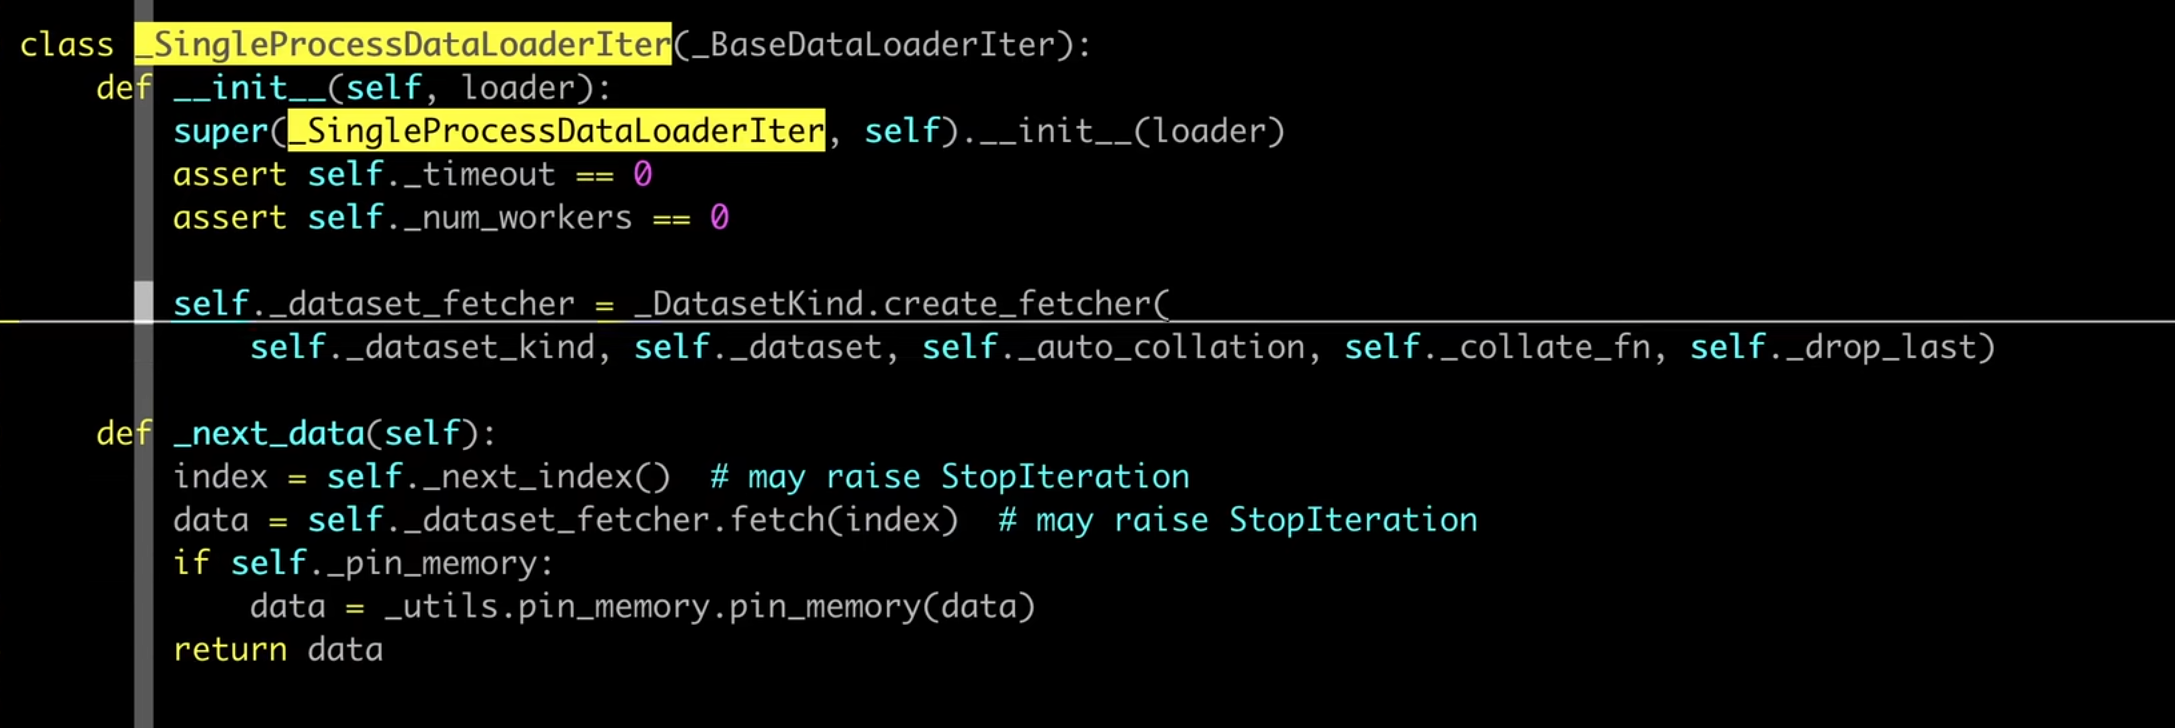 class _SingleProcessDataLoaderIter(_BaseDataLoaderIter):
    def __init__(self, loader):
        super(_SingleProcessDataLoaderIter, self).__init__(loader)
        assert self._timeout == 0
        assert self._num_workers == 0

        self._dataset_fetcher = _DatasetKind.create_fetcher(
            self._dataset_kind, self._dataset, self._auto_collation, self._collate_fn, self._drop_last)

    def _next_data(self):
        index = self._next_index()  # may raise StopIteration
        data = self._dataset_fetcher.fetch(index)  # may raise StopIteration
        if self._pin_memory:
            data = _utils.pin_memory.pin_memory(data)
        return data